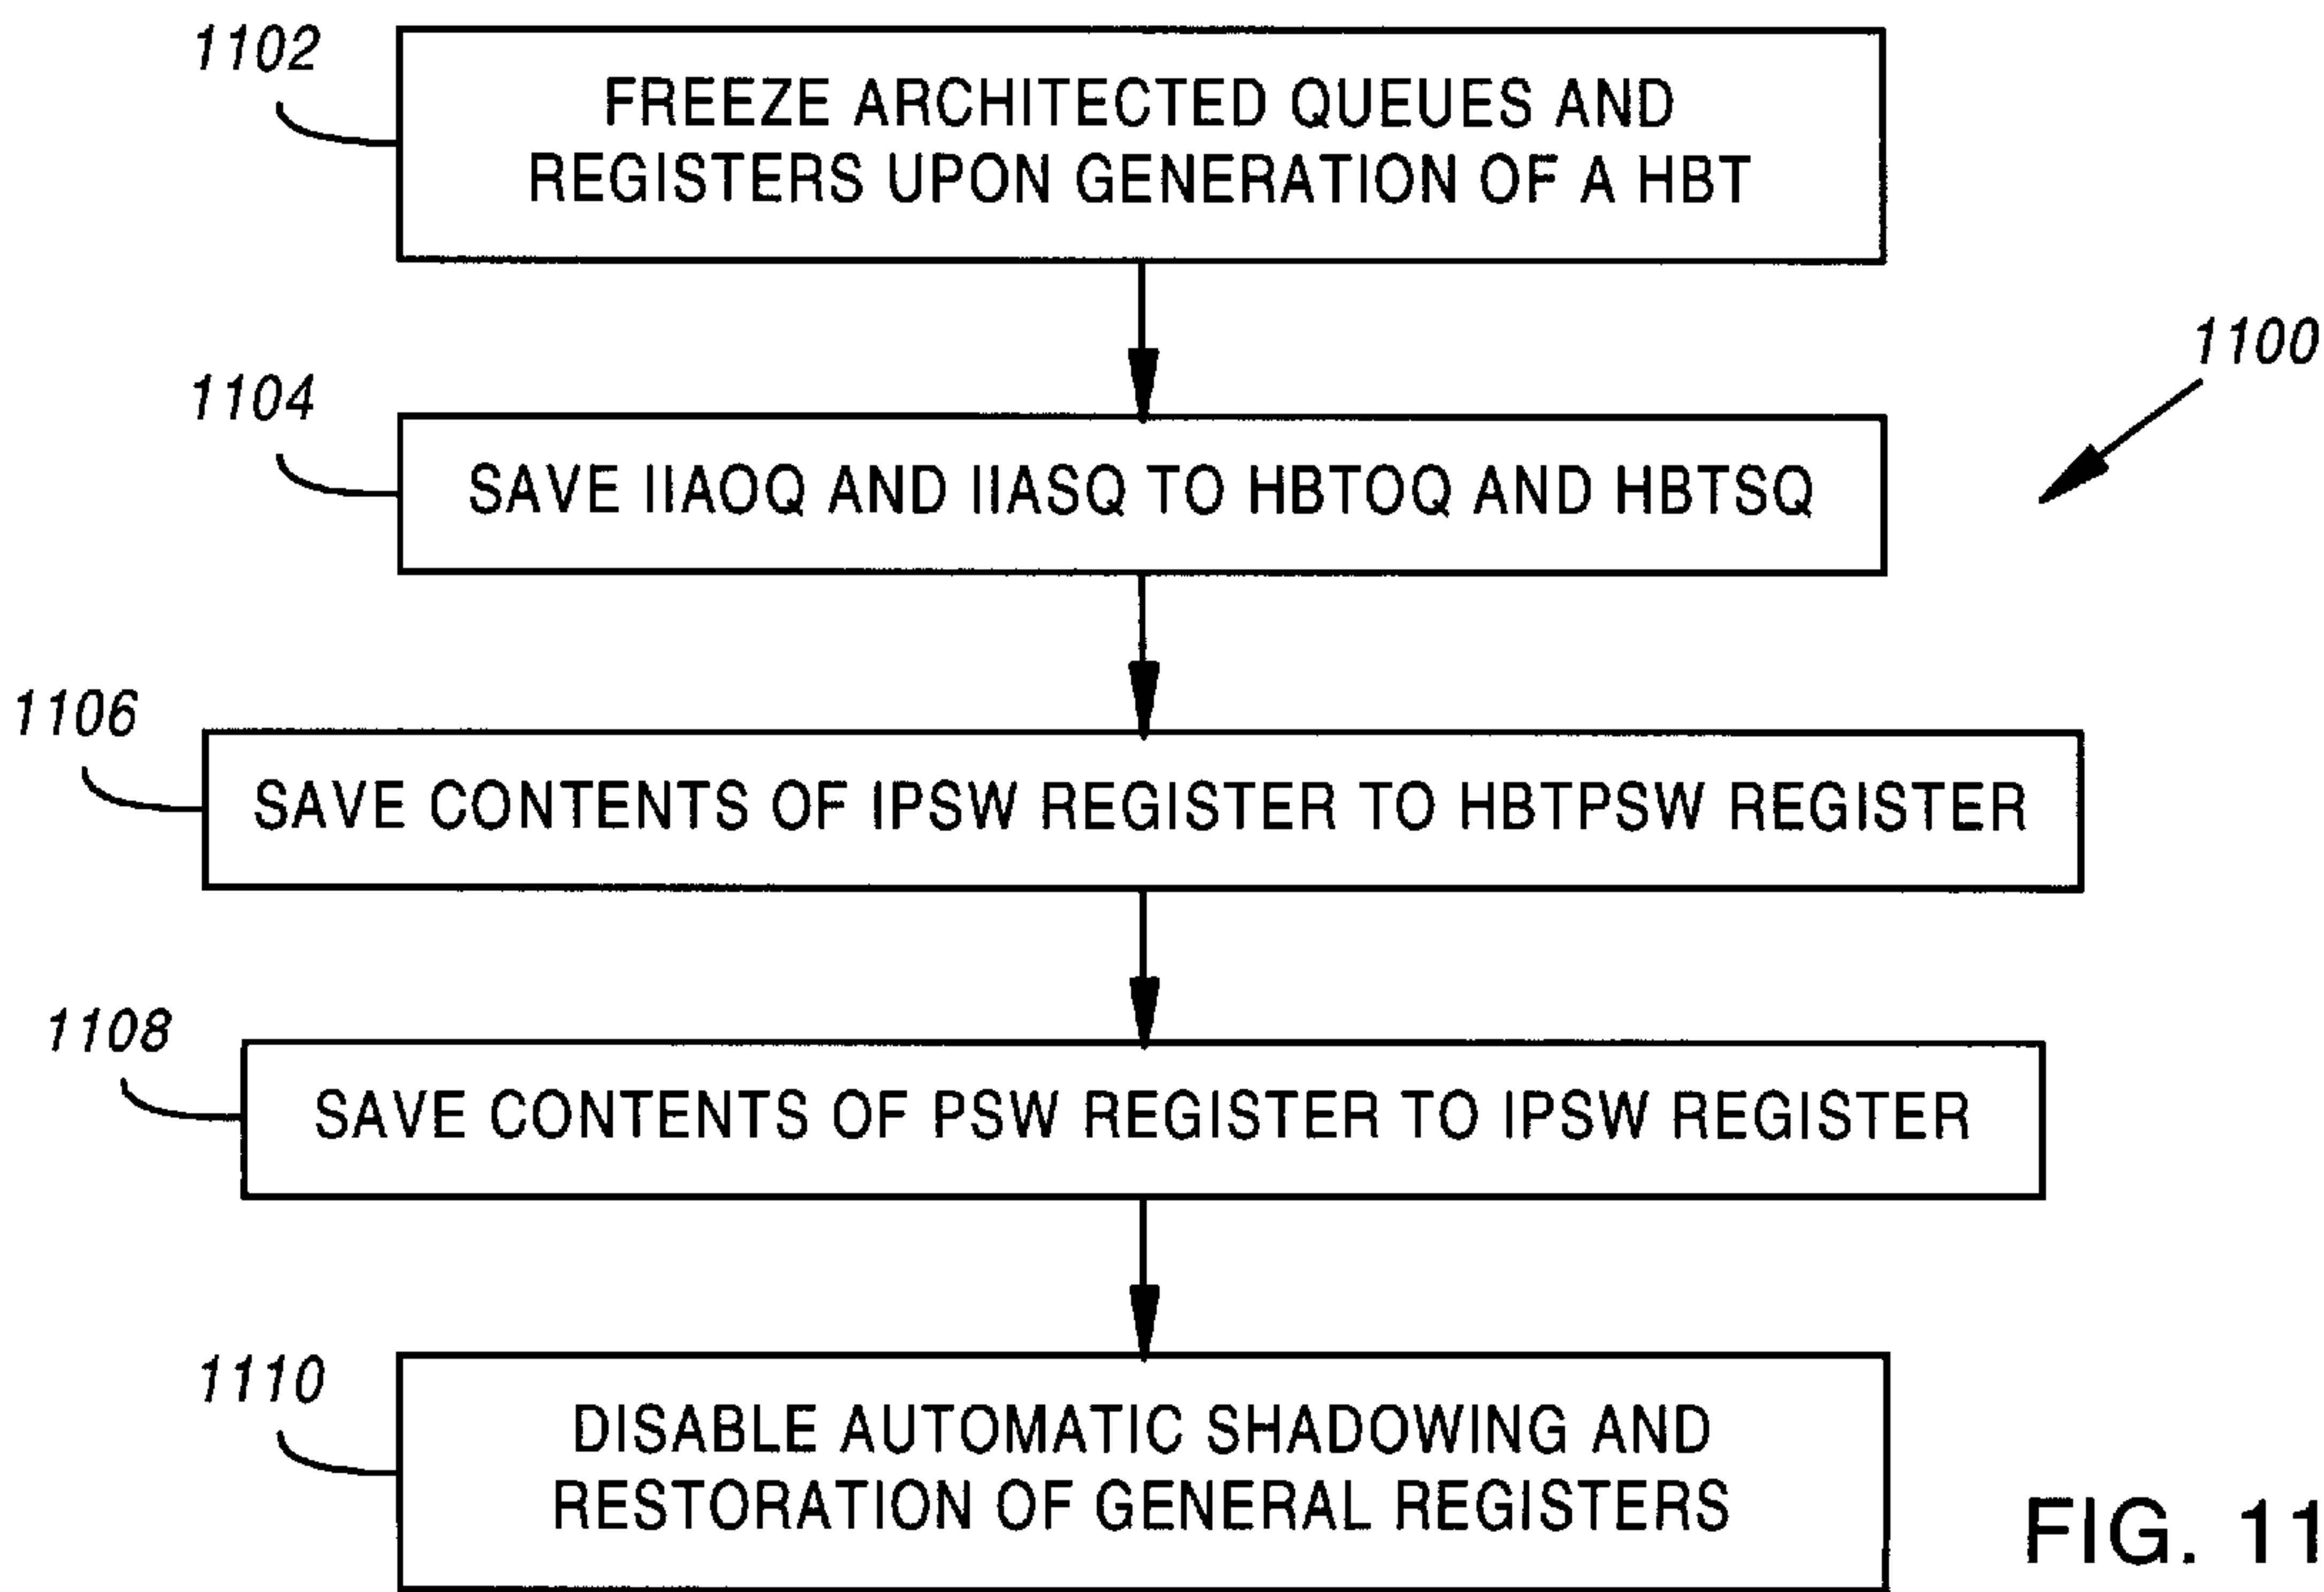 1102
FREEZE ARCHITECTED QUEUES AND
REGISTERS UPON GENERATION OF A HBT
1100
1104
SAVE IIAOQ AND IIASQ TO HBTOQ AND HBTSQ
1106
SAVE CONTENTS OF IPSW REGISTER TO HBTPSW REGISTER
1108
SAVE CONTENTS OF PSW REGISTER TO IPSW REGISTER
1110
DISABLE AUTOMATIC SHADOWING AND
RESTORATION OF GENERAL REGISTERS
FIG. 11